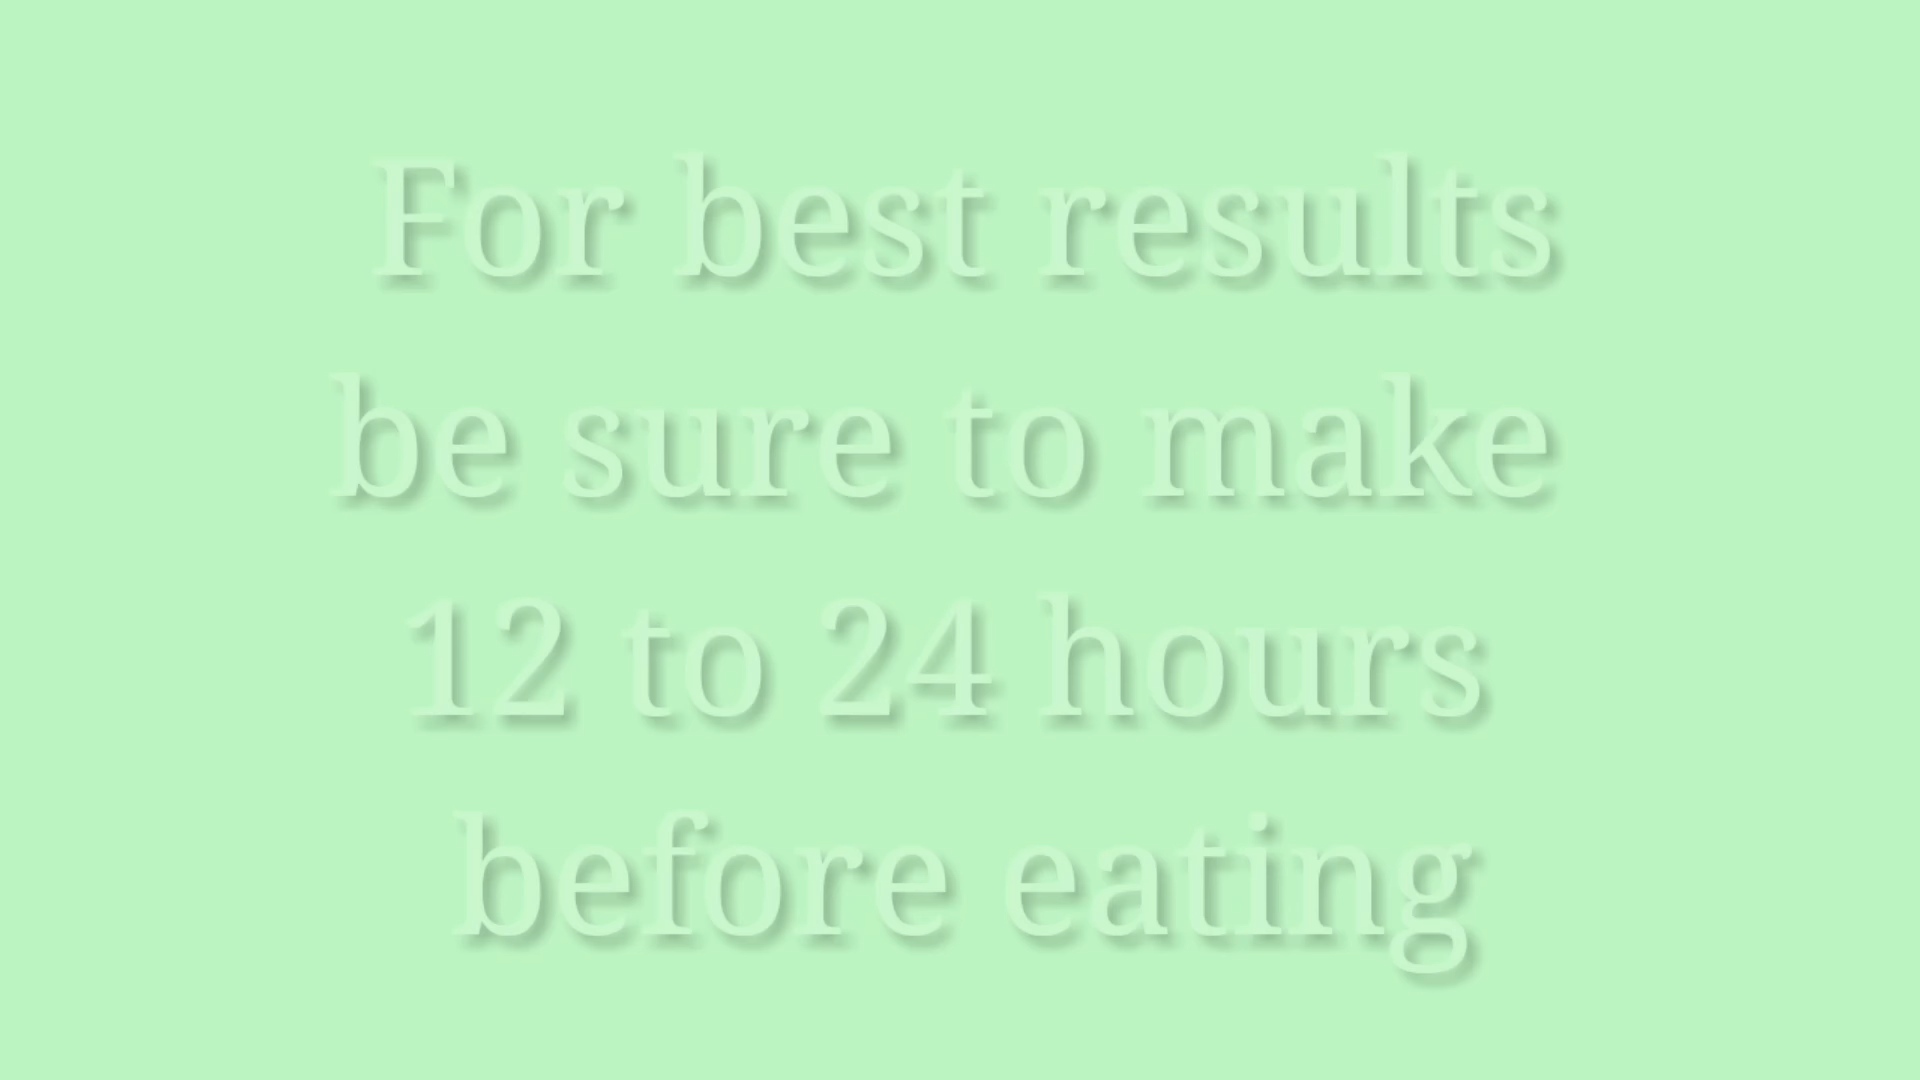 For best results
be sure to make
12 to 24 hours
before eating